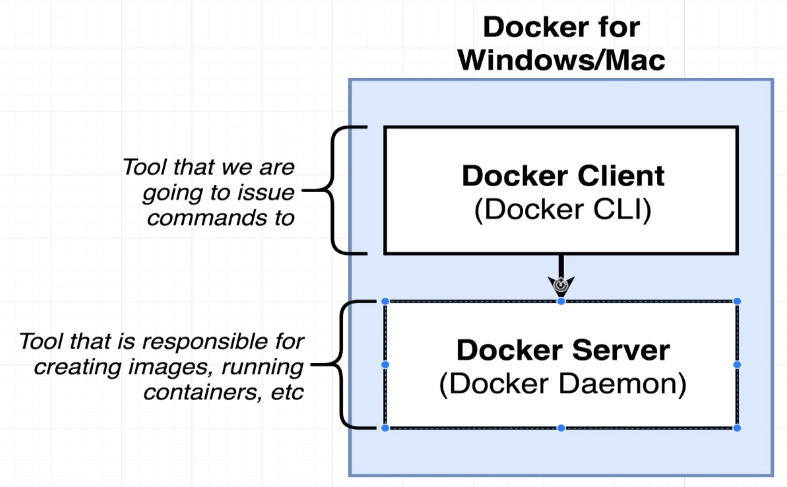 Docker for
Windows/Mac
Tool that we are
going to issue
commands to
Docker Client
(Docker CLI)
Tool that is responsible for
creating images, running
containers, etc
Docker Server
(Docker Daemon)